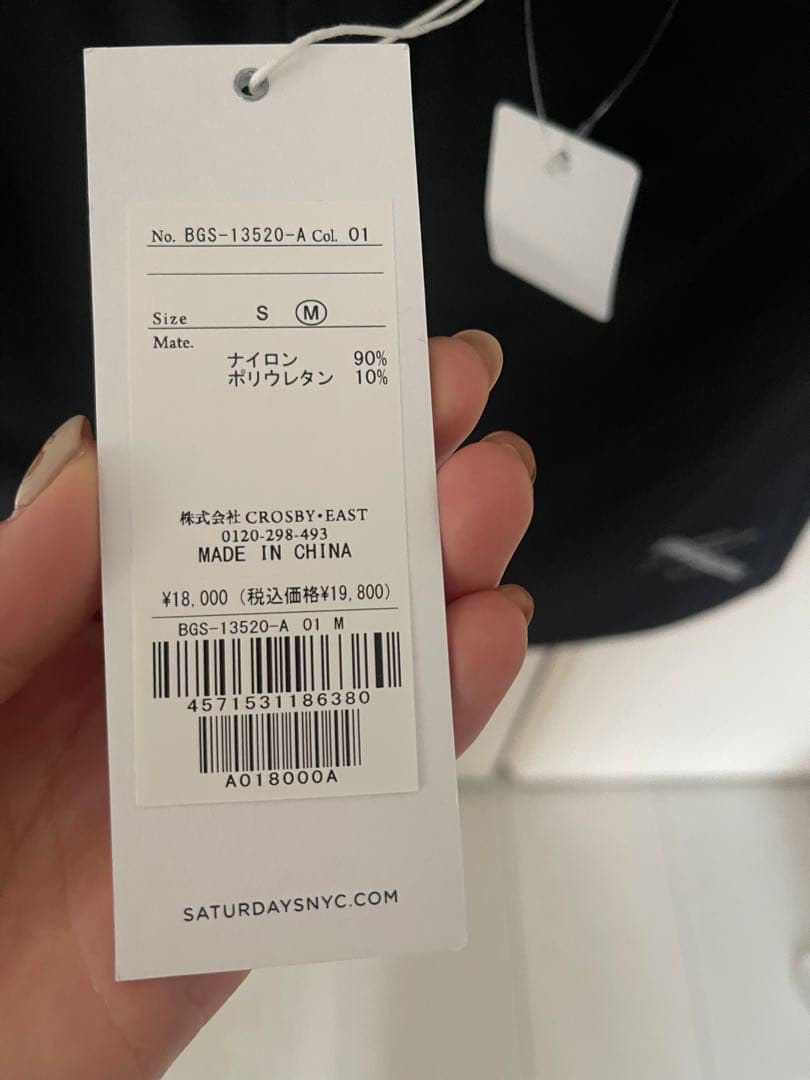 No. BGS-13520-A Col. 01
Size S M
Mate.
ナイロン 90%
ポリウレタン 10%
株式会社 CROSBY・EAST
0120-298-493
MADE IN CHINA
¥18,000 (税込価格¥19,800)
BGS-13520-A 01 M
4571531186380
A018000A
SATURDAYSNYC.COM